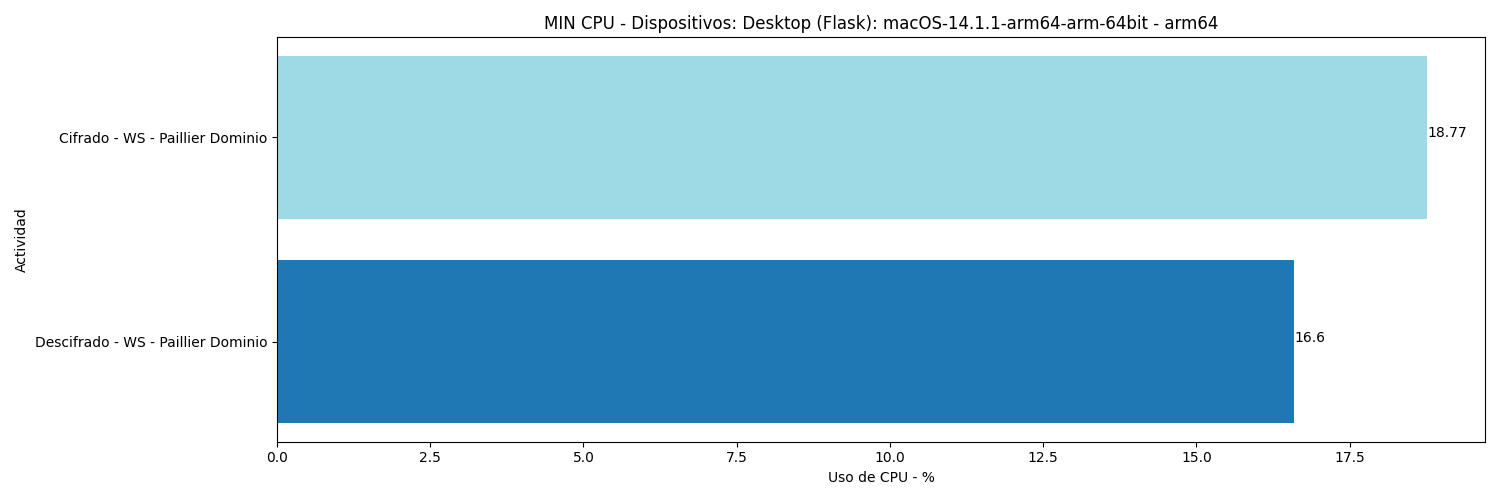 MIN CPU - Dispositivos: Desktop (Flask): macOS-14.1.1-arm64-arm-64bit - arm64
Cifrado - WS - Paillier Dominio
18.77
Actividad
Descifrado - WS - Paillier Dominio
16.6
0.0 2.5 5.0 7.5 10.0 12.5 15.0 17.5
Uso de CPU - %